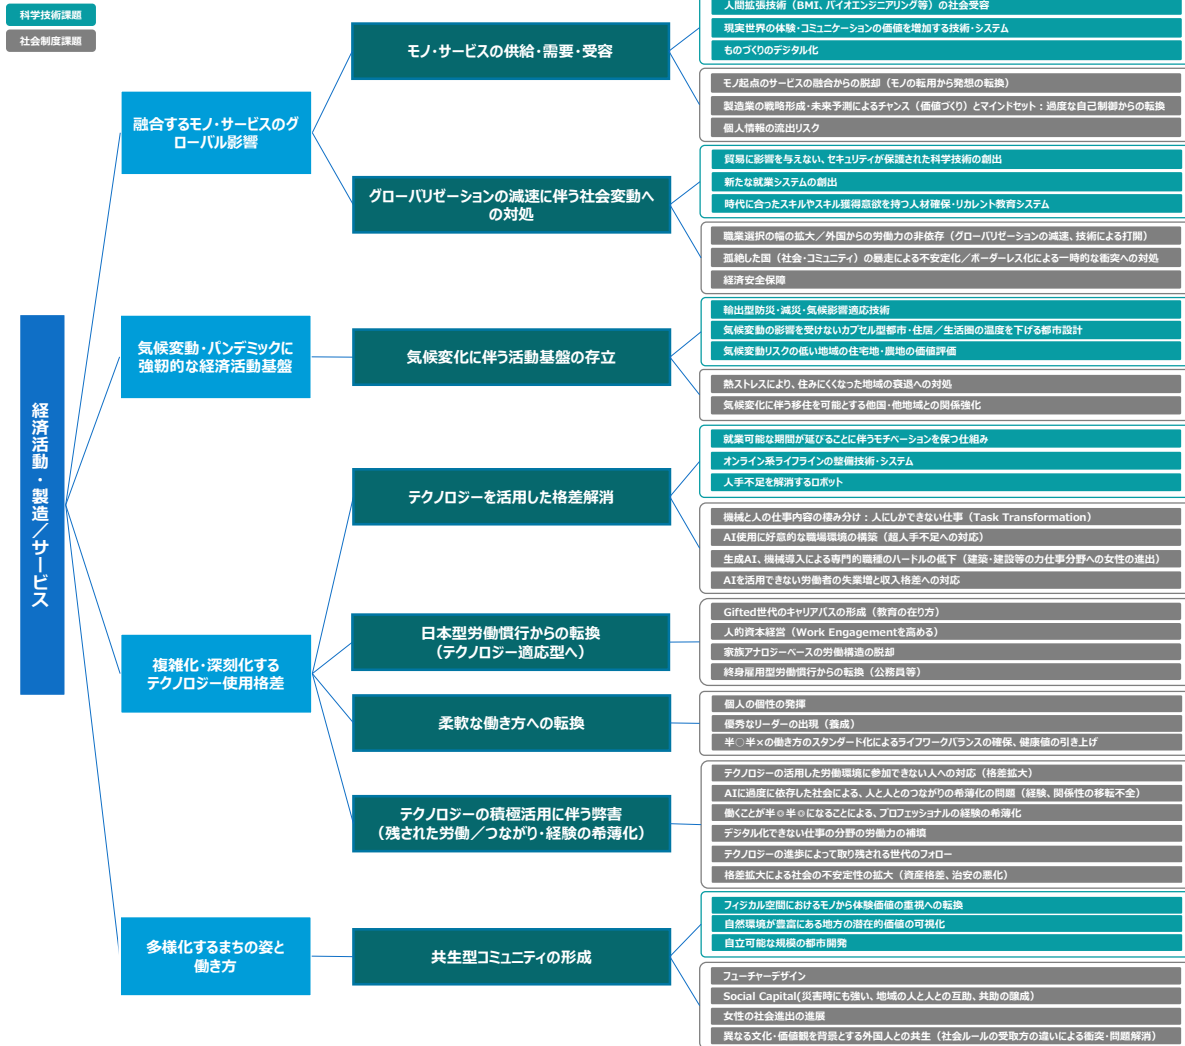 科学技術課題
社会制度課題
経済活動・製造／サービス
融合するモノ・サービスのグ
ローバル影響
モノ・サービスの供給・需要・受容
人間拡張技術（BMI、バイオエンジニアリング等）の社会受容
現実世界の体験・コミュニケーションの価値を増加する技術・システム
ものづくりのデジタル化
モノ起点のサービスの融合からの脱却（モノの転用から発想の転換）
製造業の戦略形成・未来予測によるチャンス（価値づくり）とマインドセット：過度な自己制御からの転換
個人情報の流出リスク
グローバリゼーションの減速に伴う社会変動へ
の対処
貿易に影響を与えない、セキュリティが保護された科学技術の創出
新たな就業システムの創出
時代に合ったスキルやスキル獲得意欲を持つ人材確保・リカレント教育システム
職業選択の幅の拡大／外国からの労働力の非依存（グローバリゼーションの減速、技術による打開）
孤絶した国（社会・コミュニティ）の暴走による不安定化／ボーダーレス化による一時的な衝突への対処
経済安全保障
気候変動・パンデミックに
強靭的な経済活動基盤
気候変化に伴う活動基盤の存立
輸出型防災・減災・気候影響適応技術
気候変動の影響を受けないカプセル型都市・住居／生活圏の温度を下げる都市設計
気候変動リスクの低い地域の住宅地・農地の価値評価
熱ストレスにより、住みにくくなった地域の衰退への対処
気候変化に伴う移住を可能とする他国・他地域との関係強化
複雑化・深刻化する
テクノロジー使用格差
テクノロジーを活用した格差解消
就業可能な期間が延びることに伴うモチベーションを保つ仕組み
オンライン系ライフラインの整備技術・システム
人手不足を解消するロボット
機械と人の仕事内容の棲み分け：人にしかできない仕事（Task Transformation）
AI使用に好意的な職場環境の構築（超人手不足への対応）
生成AI、機械導入による専門的職種のハードルの低下（建築・建設等の力仕事分野への女性の進出）
AIを活用できない労働者の失業増と収入格差への対応
日本型労働慣行からの転換
（テクノロジー適応型へ）
Gifted世代のキャリアパスの形成（教育の在り方）
人的資本経営（Work Engagementを高める）
家族アナロジーベースの労働構造の脱却
終身雇用型労働慣行からの転換（公務員等）
柔軟な働き方への転換
個人の個性の発揮
優秀なリーダーの出現（養成）
半○半×の働き方のスタンダード化によるライフワークバランスの確保、健康値の引き上げ
テクノロジーの積極活用に伴う弊害
（残された労働／つながり・経験の希薄化）
テクノロジーの活用した労働環境に参加できない人への対応（格差拡大）
AIに過度に依存した社会による、人と人とのつながりの希薄化の問題（経験、関係性の移転不全）
働くことが半◎半◎になることによる、プロフェッショナルの経験の希薄化
デジタル化できない仕事の分野の労働力の補填
テクノロジーの進歩によって取り残される世代のフォロー
格差拡大による社会の不安定性の拡大（資産格差、治安の悪化）
多様化するまちの姿と
働き方
共生型コミュニティの形成
フィジカル空間におけるモノから体験価値の重視への転換
自然環境が豊富にある地方の潜在的価値の可視化
自立可能な規模の都市開発
フューチャーデザイン
Social Capital(災害時にも強い、地域の人と人との互助、共助の醸成）
女性の社会進出の進展
異なる文化・価値観を背景とする外国人との共生（社会ルールの受取方の違いによる衝突・問題解消）